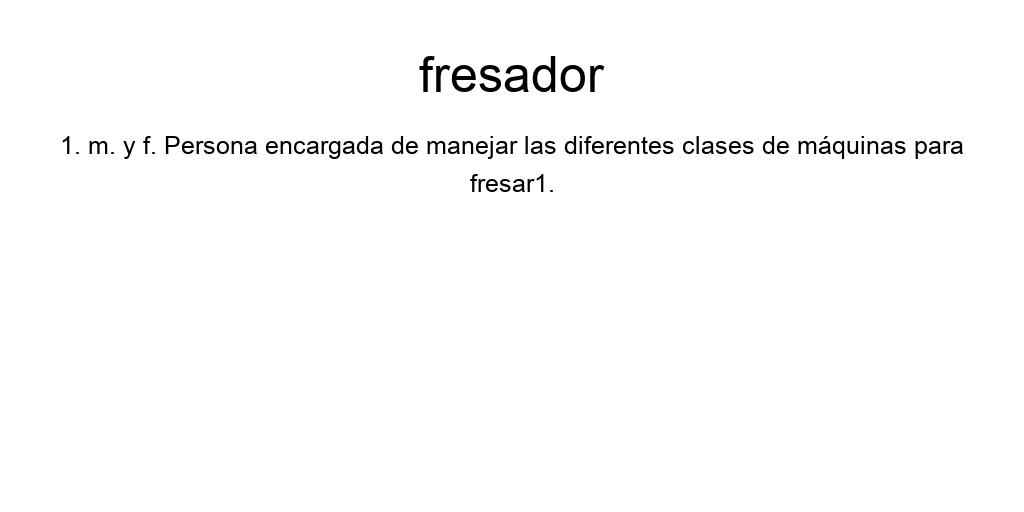 fresador
1. m. y f. Persona encargada de manejar las diferentes clases de máquinas para
fresar1.